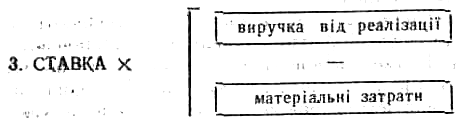 виручка від реалізації
3. СТАВКА ×
—
матеріальні затрати